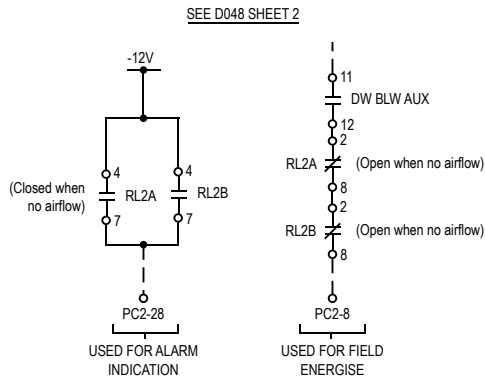 SEE D048 SHEET 2
-12V
4
(Closed when
no airflow)
RL2A
7
4
RL2B
7
PC2-28
USED FOR ALARM
INDICATION
11
DW BLW AUX
12
2
RL2A
(Open when no airflow)
8
2
RL2B
(Open when no airflow)
8
PC2-8
USED FOR FIELD
ENERGISE